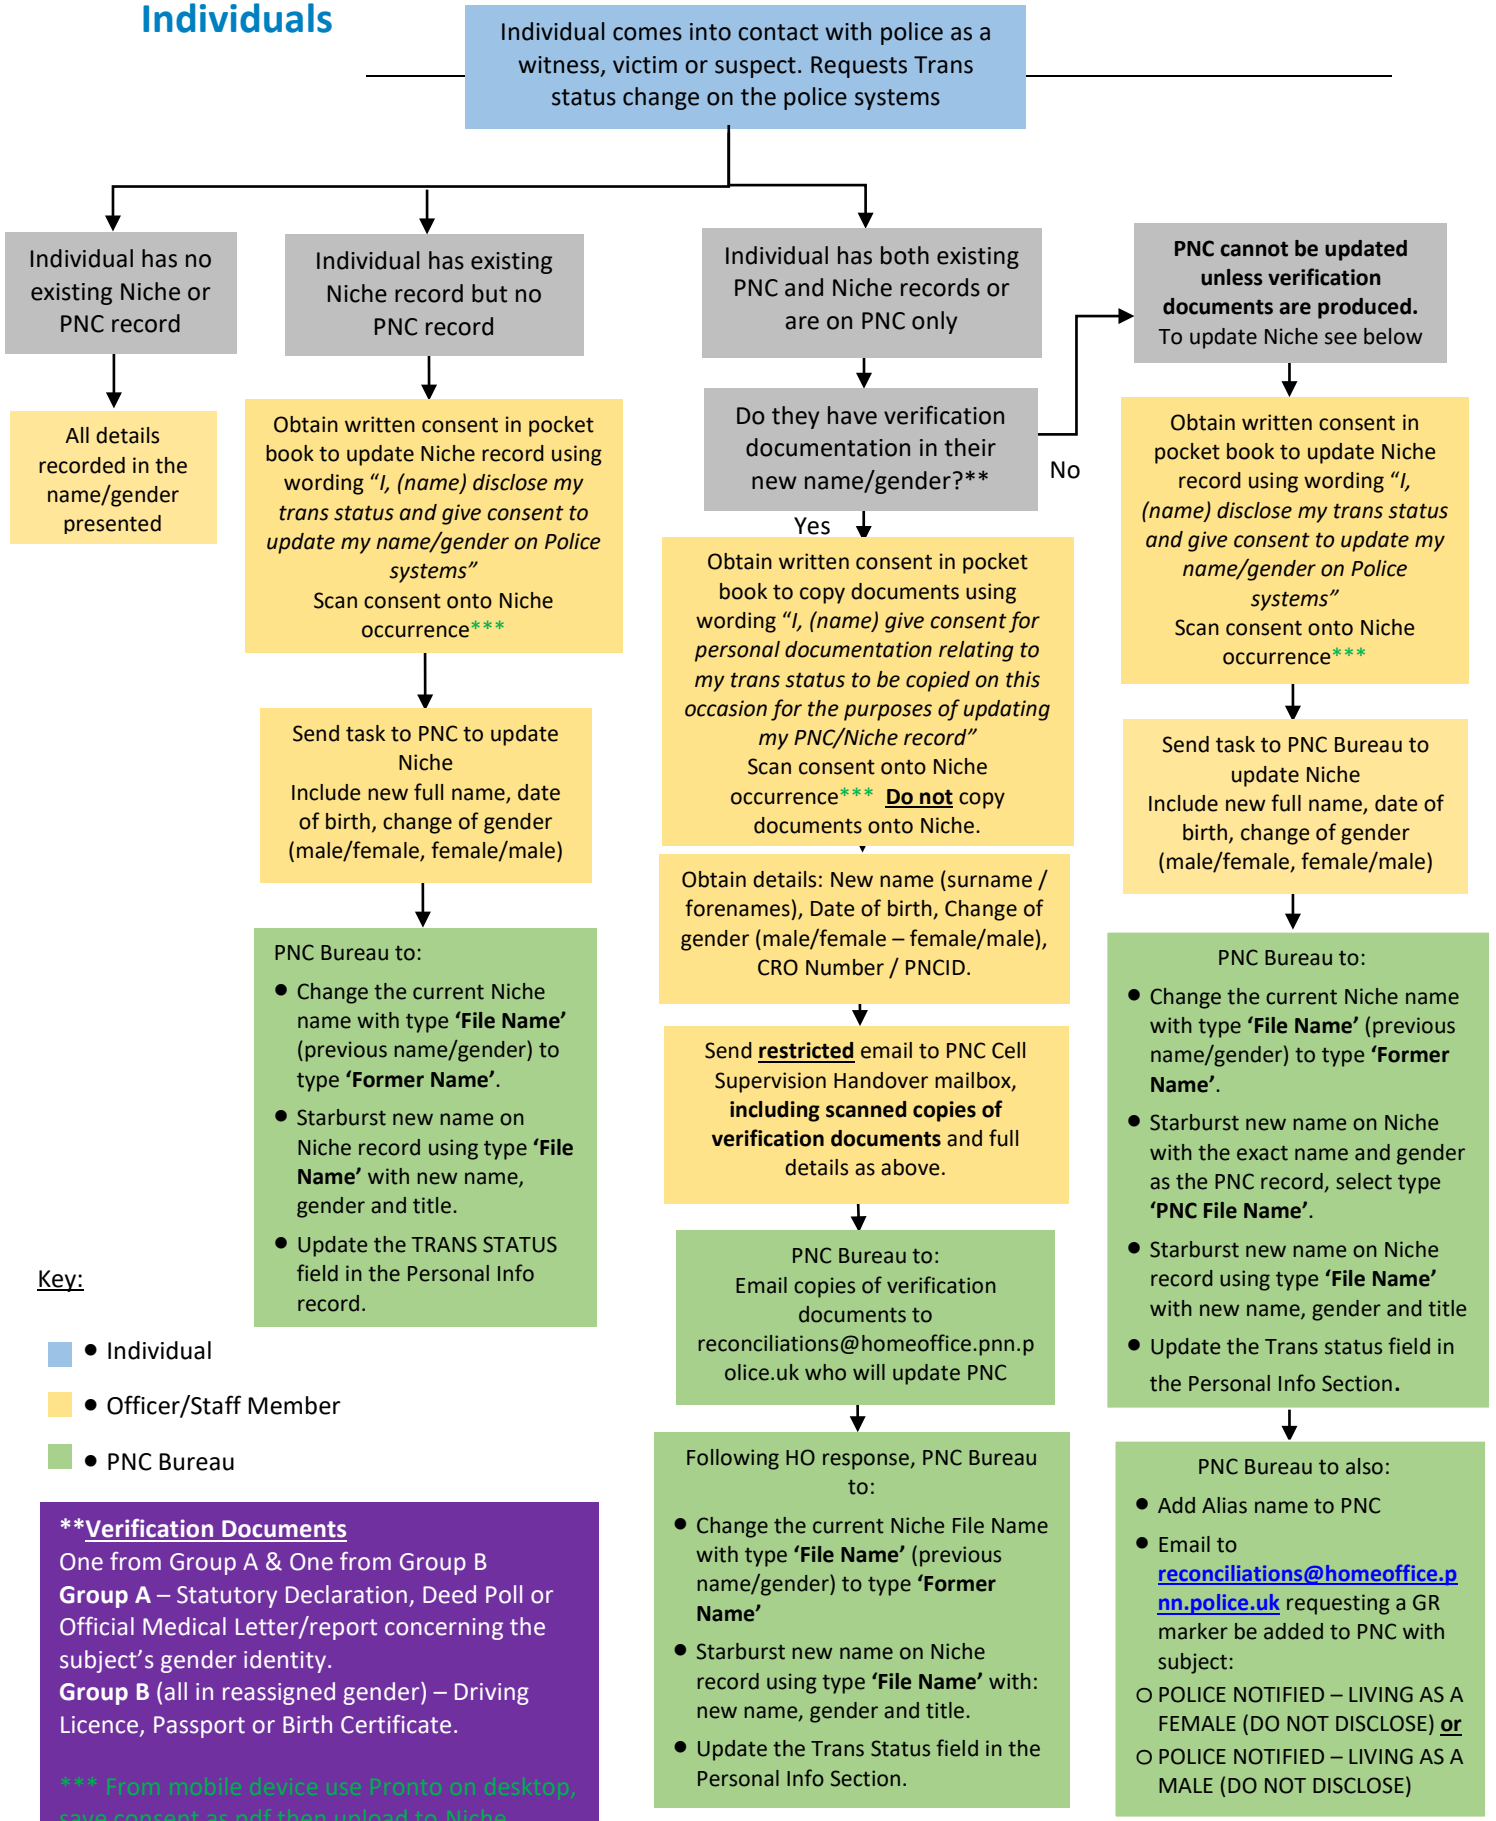 Individuals
Individual comes into contact with police as a
witness, victim or suspect. Requests Trans
status change on the police systems
Individual has no
existing Niche or
PNC record
All details
recorded in the
name/gender
presented
Individual has existing
Niche record but no
PNC record
Obtain written consent in pocket
book to update Niche record using
wording “I, (name) disclose my
trans status and give consent to
update my name/gender on Police
systems”
Scan consent onto Niche
occurrence***
Send task to PNC to update
Niche
Include new full name, date
of birth, change of gender
(male/female, female/male)
PNC Bureau to:
• Change the current Niche
name with type ‘File Name’
(previous name/gender) to
type ‘Former Name’.
• Starburst new name on
Niche record using type ‘File
Name’ with new name,
gender and title.
• Update the TRANS STATUS
field in the Personal Info
record.
Individual has both existing
PNC and Niche records or
are on PNC only
Do they have verification
documentation in their
new name/gender?**
No
Yes
Obtain written consent in pocket
book to copy documents using
wording “I, (name) give consent for
personal documentation relating to
my trans status to be copied on this
occasion for the purposes of updating
my PNC/Niche record”
Scan consent onto Niche
occurrence*** Do not copy
documents onto Niche.
Obtain details: New name (surname /
forenames), Date of birth, Change of
gender (male/female – female/male),
CRO Number / PNCID.
Send restricted email to PNC Cell
Supervision Handover mailbox,
including scanned copies of
verification documents and full
details as above.
PNC Bureau to:
Email copies of verification
documents to
reconciliations@homeoffice.pnn.p
olice.uk who will update PNC
Following HO response, PNC Bureau
to:
• Change the current Niche File Name
with type ‘File Name’ (previous
name/gender) to type ‘Former
Name’
• Starburst new name on Niche
record using type ‘File Name’ with:
new name, gender and title.
• Update the Trans Status field in the
Personal Info Section.
PNC cannot be updated
unless verification
documents are produced.
To update Niche see below
Obtain written consent in
pocket book to update Niche
record using wording “I,
(name) disclose my trans status
and give consent to update my
name/gender on Police
systems”
Scan consent onto Niche
occurrence***
Send task to PNC Bureau to
update Niche
Include new full name, date of
birth, change of gender
(male/female, female/male)
PNC Bureau to:
• Change the current Niche name
with type ‘File Name’ (previous
name/gender) to type ‘Former
Name’.
• Starburst new name on Niche
with the exact name and gender
as the PNC record, select type
‘PNC File Name’.
• Starburst new name on Niche
record using type ‘File Name’
with new name, gender and title
• Update the Trans status field in
the Personal Info Section.
PNC Bureau to also:
• Add Alias name to PNC
• Email to
reconciliations@homeoffice.p
nn.police.uk requesting a GR
marker be added to PNC with
subject:
○ POLICE NOTIFIED – LIVING AS A
FEMALE (DO NOT DISCLOSE) or
○ POLICE NOTIFIED – LIVING AS A
MALE (DO NOT DISCLOSE)
Key:
• Individual
• Officer/Staff Member
• PNC Bureau
**Verification Documents
One from Group A & One from Group B
Group A – Statutory Declaration, Deed Poll or
Official Medical Letter/report concerning the
subject’s gender identity.
Group B (all in reassigned gender) – Driving
Licence, Passport or Birth Certificate.
*** From mobile device use Pronto on desktop,
save consent as pdf then upload to Niche